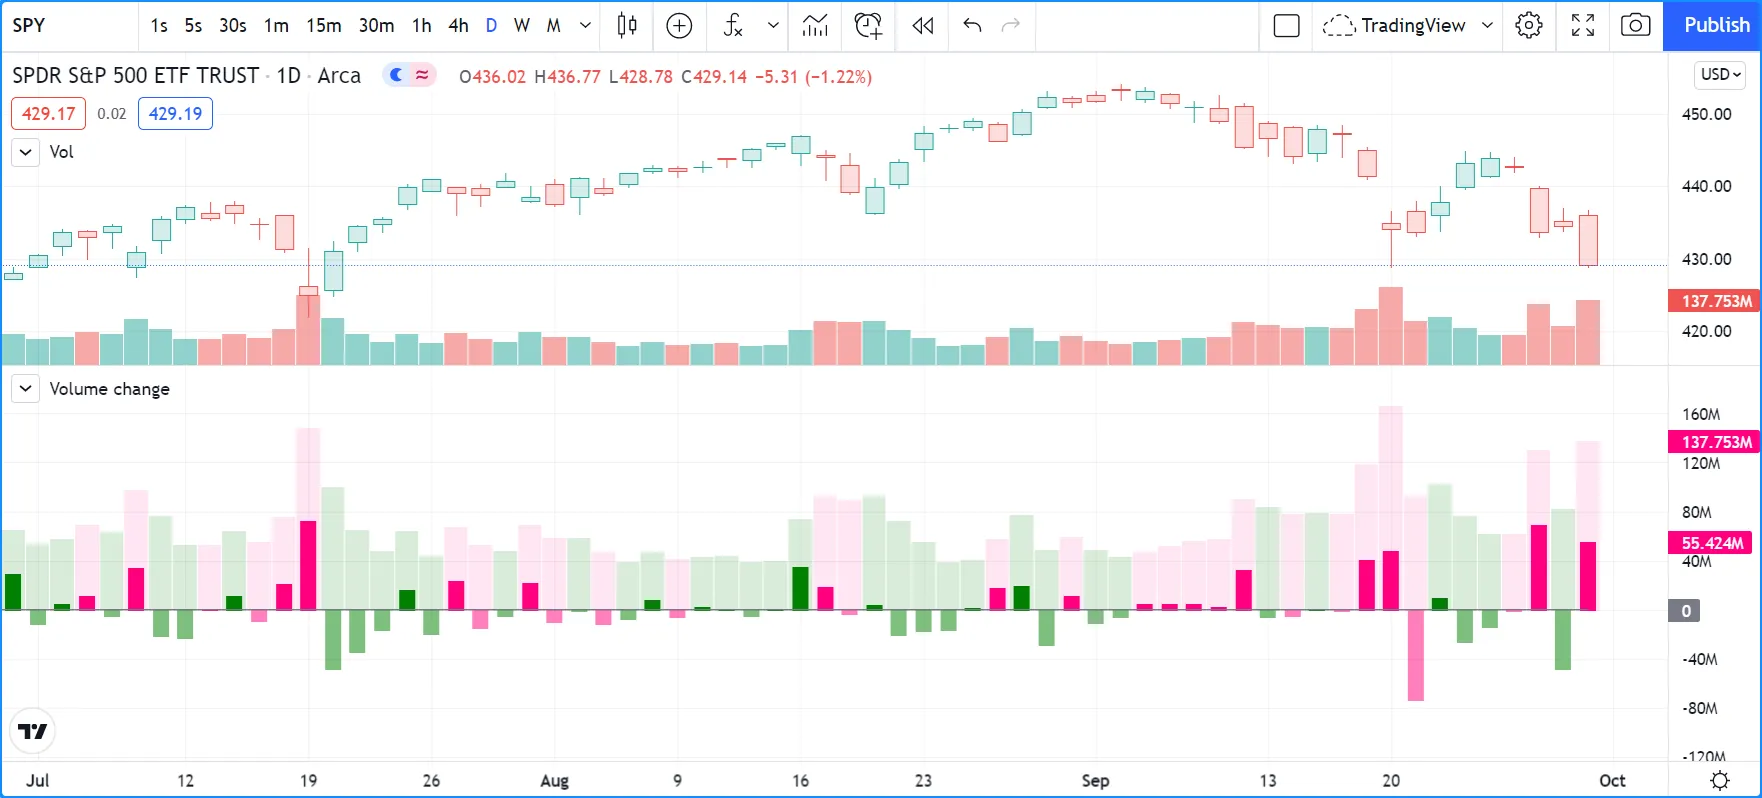 SPY 1s 5s 30s 1m 15m 30m 1h 4h D W M TradingView Publish
SPDR S&P 500 ETF TRUST · 1D · Arca O436.02 H436.77 L428.78 C429.14 −5.31 (−1.22%) USD
429.17 0.02 429.19
Vol
450.00
440.00
430.00
137.753M
420.00
Volume change
160M
137.753M
120M
80M
55.424M
40M
0
-40M
-80M
-120M
Jul 12 19 26 Aug 9 16 23 Sep 13 20 Oct